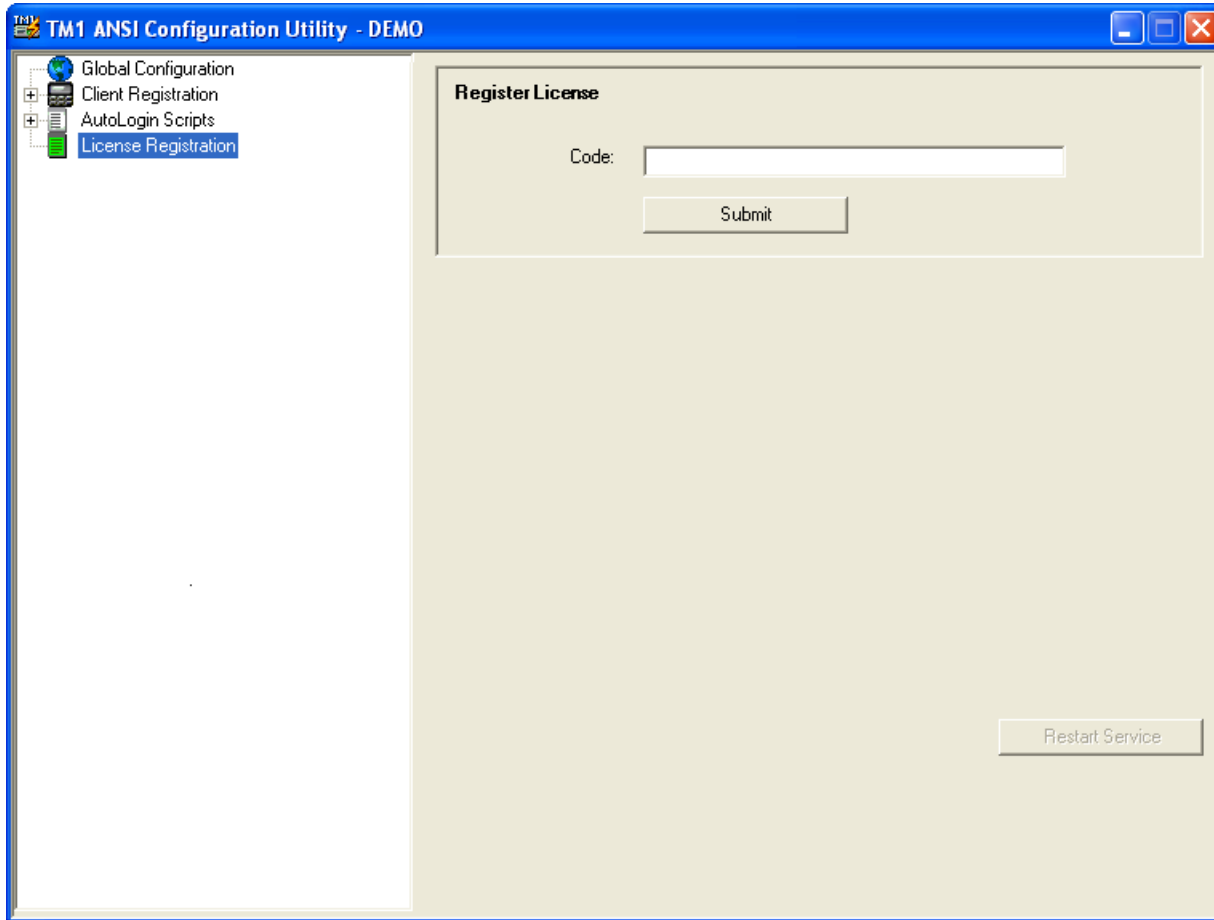 TM1 ANSI Configuration Utility - DEMO
Global Configuration
Client Registration
AutoLogin Scripts
License Registration
Register License
Code:
Submit
Restart Service